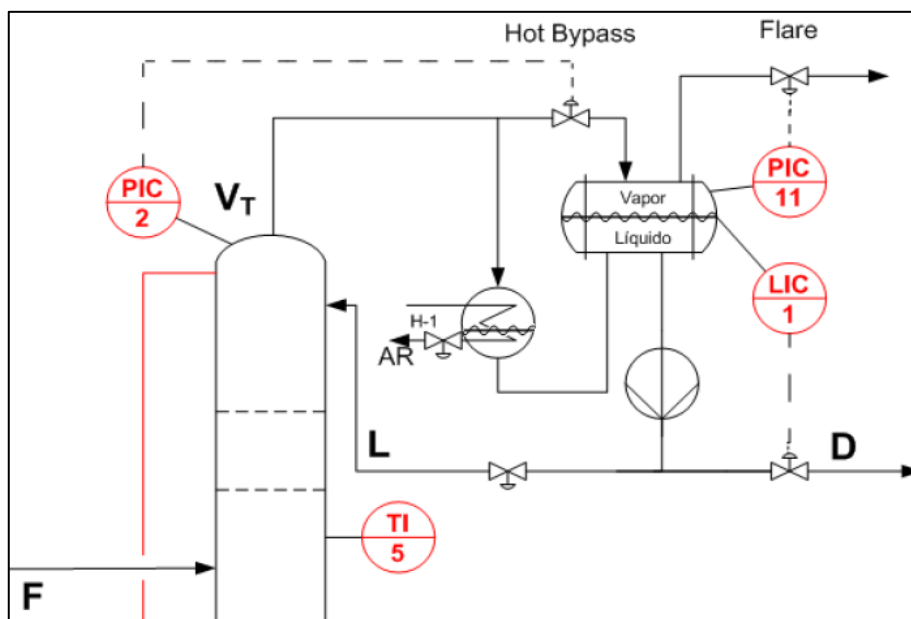 Hot Bypass
Flare
PIC
2
V_T
PIC
11
Vapor
Líquido
LIC
1
H-1
AR
L
D
TI
5
F